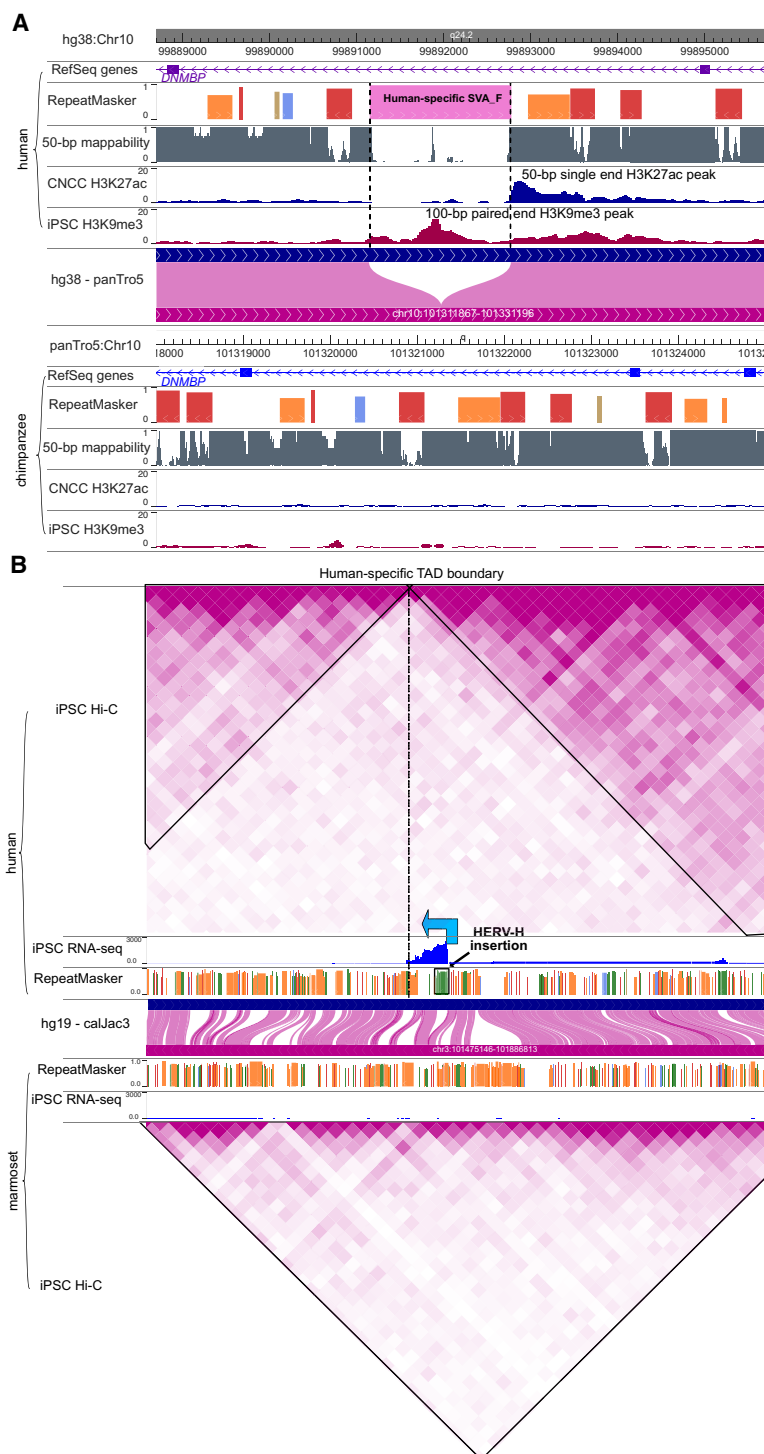 A
hg38:Chr10
q24.2
99889000 99890000 99891000 99892000 99893000 99894000 99895000
RefSeq genes
DNMBP
human
RepeatMasker
1
0
Human-specific SVA_F
50-bp mappability
1
0
CNCC H3K27ac
20
0
50-bp single end H3K27ac peak
iPSC H3K9me3
20
0
100-bp paired end H3K9me3 peak
hg38 - panTro5
chr10:101311867-101331196
panTro5:Chr10
q
101319000 101320000 101321000 101322000 101323000 101324000
RefSeq genes
DNMBP
chimpanzee
RepeatMasker
1
0
50-bp mappability
1
0
CNCC H3K27ac
20
0
iPSC H3K9me3
20
0
B
Human-specific TAD boundary
iPSC Hi-C
human
iPSC RNA-seq
3000
0.0
HERV-H
insertion
RepeatMasker
0.0
hg19 - calJac3
chr3:101475146-101886813
RepeatMasker
1.0
0.0
iPSC RNA-seq
3000
0.0
marmoset
iPSC Hi-C